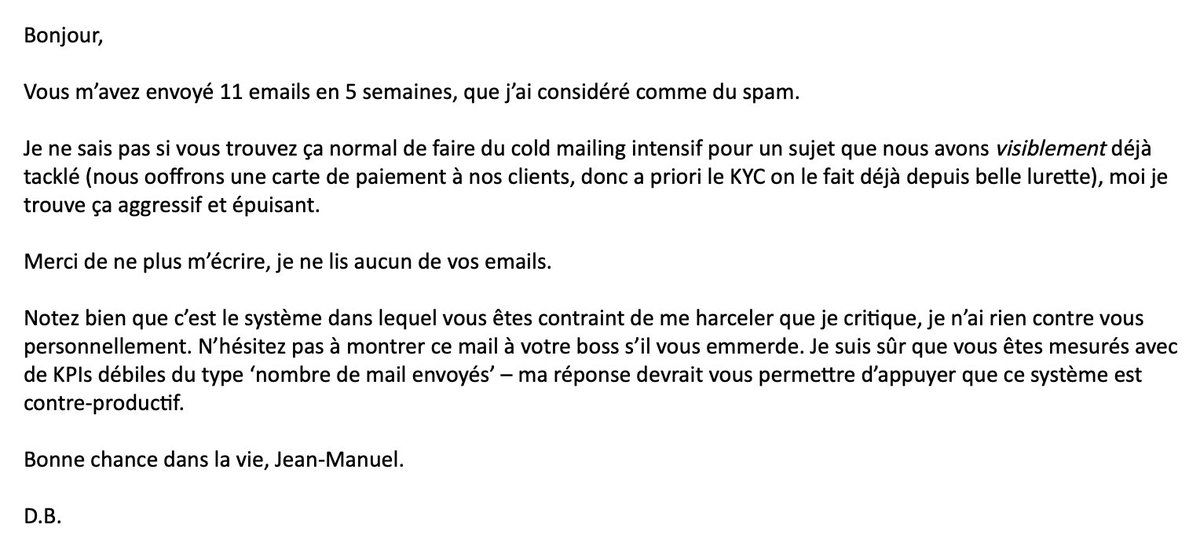 Bonjour,
Vous m’avez envoyé 11 emails en 5 semaines, que j’ai considéré comme du spam.
Je ne sais pas si vous trouvez ça normal de faire du cold mailing intensif pour un sujet que nous avons visiblement déjà
tacklé (nous ooffrons une carte de paiement à nos clients, donc a priori le KYC on le fait déjà depuis belle lurette), moi je
trouve ça aggressif et épuisant.
Merci de ne plus m’écrire, je ne lis aucun de vos emails.
Notez bien que c’est le système dans lequel vous êtes contraint de me harceler que je critique, je n’ai rien contre vous
personnellement. N’hésitez pas à montrer ce mail à votre boss s’il vous emmerde. Je suis sûr que vous êtes mesurés avec
de KPIs débiles du type ‘nombre de mail envoyés’ – ma réponse devrait vous permettre d’appuyer que ce système est
contre-productif.
Bonne chance dans la vie, Jean-Manuel.
D.B.